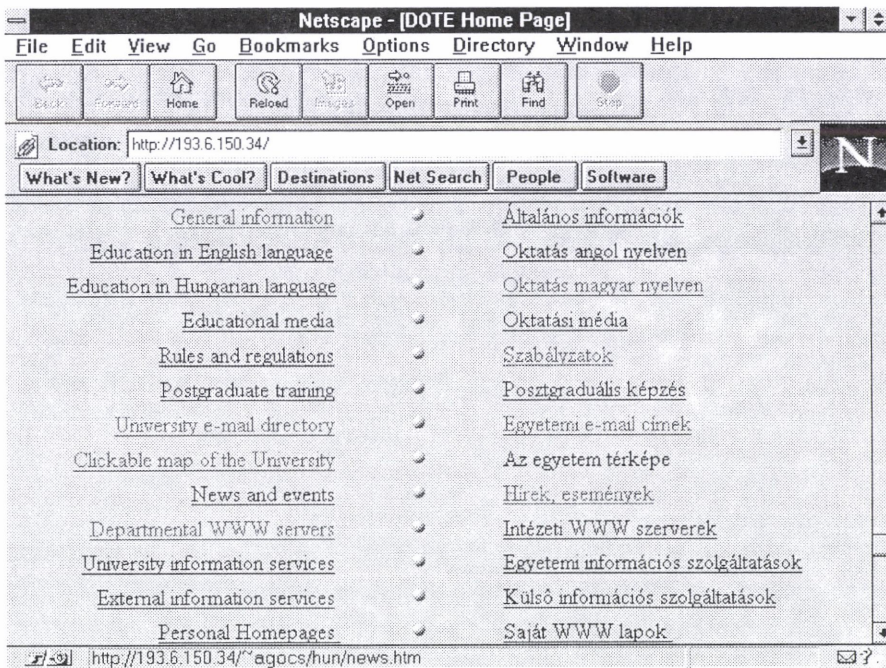 Netscape - [DOTE Home Page]
File Edit View Go Bookmarks Options Directory Window Help
Back Forward Home Reload Images Open Print Find Stop
Location: http://193.6.150.34/
N
What's New? What's Cool? Destinations Net Search People Software
General information Általános információk
Education in English language Oktatás angol nyelven
Education in Hungarian language Oktatás magyar nyelven
Educational media Oktatási média
Rules and regulations Szabályzatok
Postgraduate training Posztgraduális képzés
University e-mail directory Egyetemi e-mail címek
Clickable map of the University Az egyetem térképe
News and events Hírek, események
Departmental WWW servers Intézeti WWW szerverek
University information services Egyetemi információs szolgáltatások
External information services Külsô információs szolgáltatások
Personal Homepages Saját WWW lapok
http://193.6.150.34/~agocs/hun/news.htm